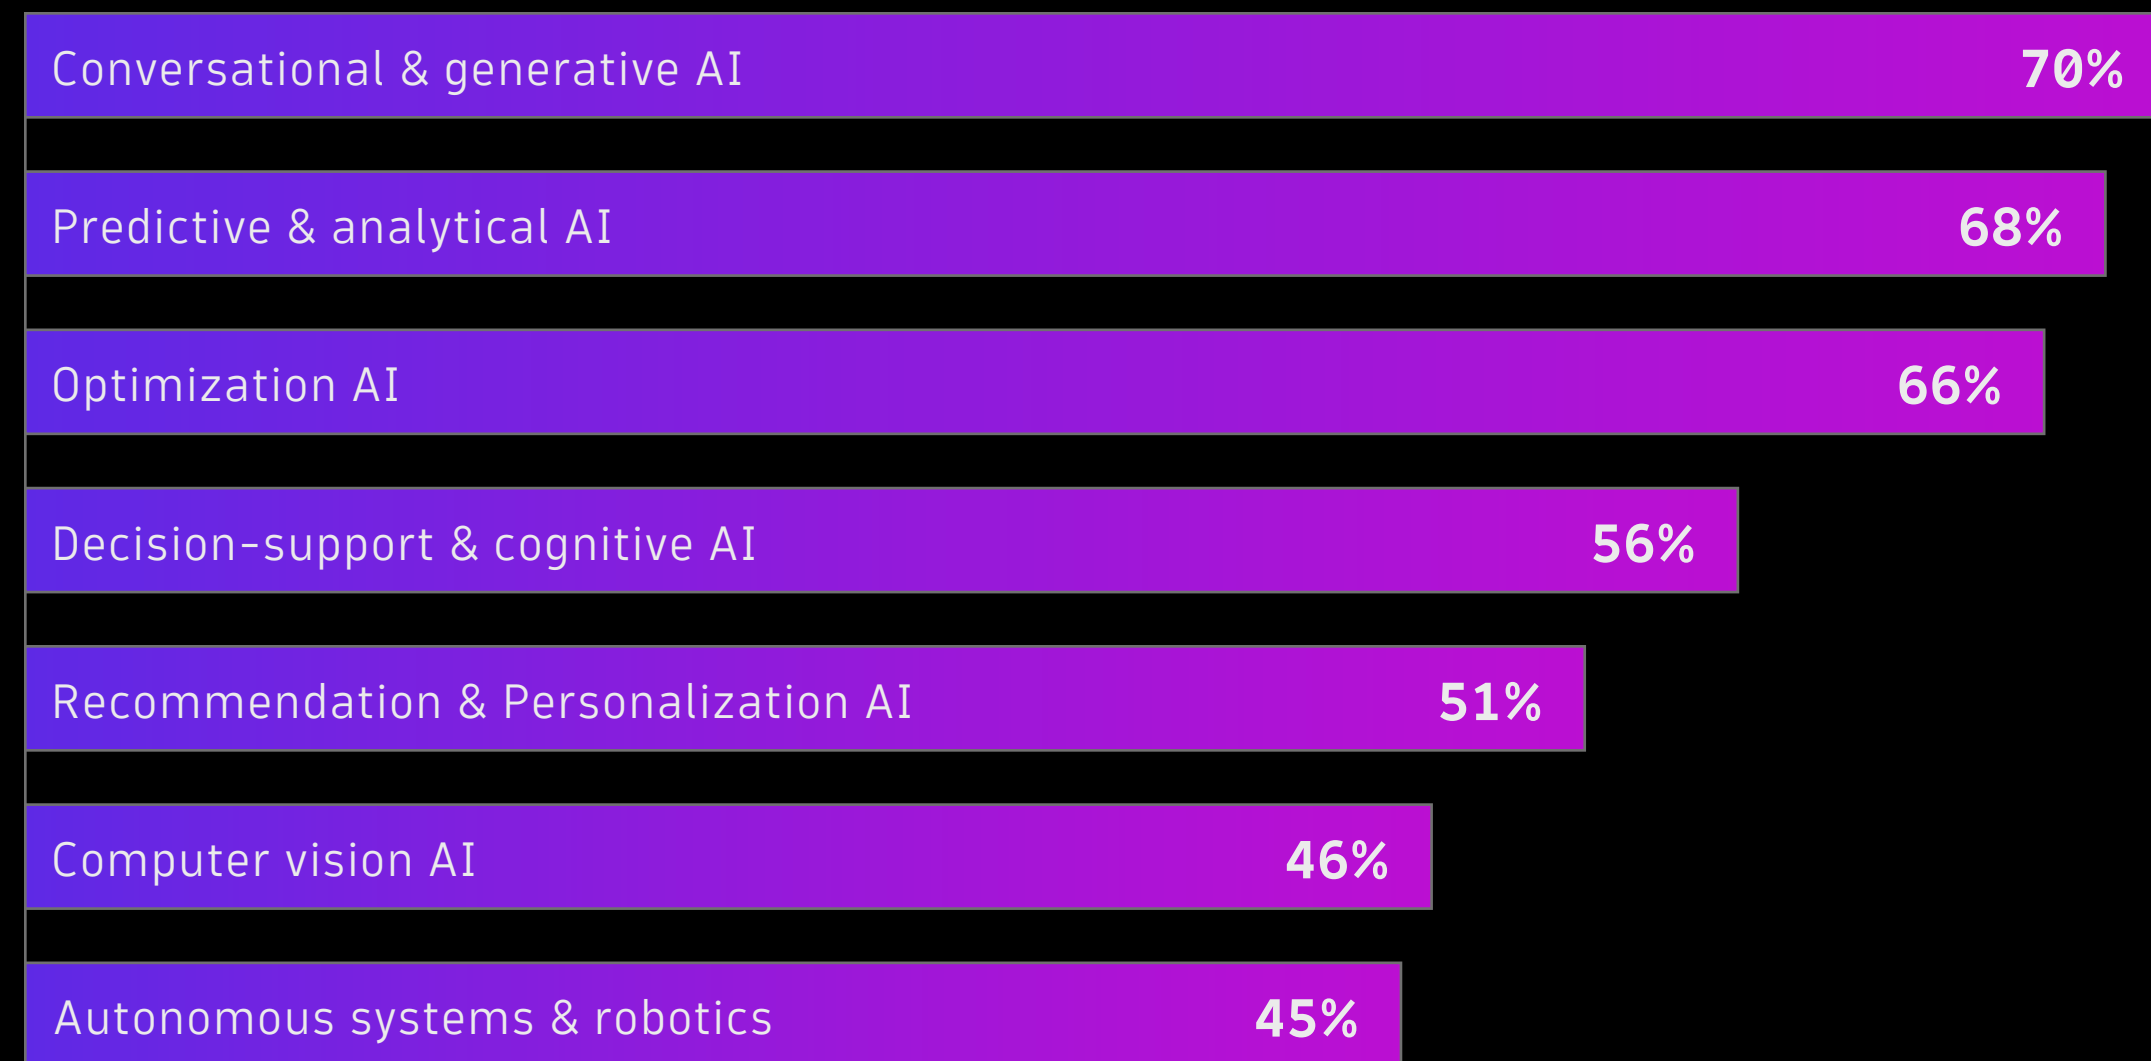 Conversational & generative AI 70%
Predictive & analytical AI 68%
Optimization AI 66%
Decision-support & cognitive AI 56%
Recommendation & Personalization AI 51%
Computer vision AI 46%
Autonomous systems & robotics 45%